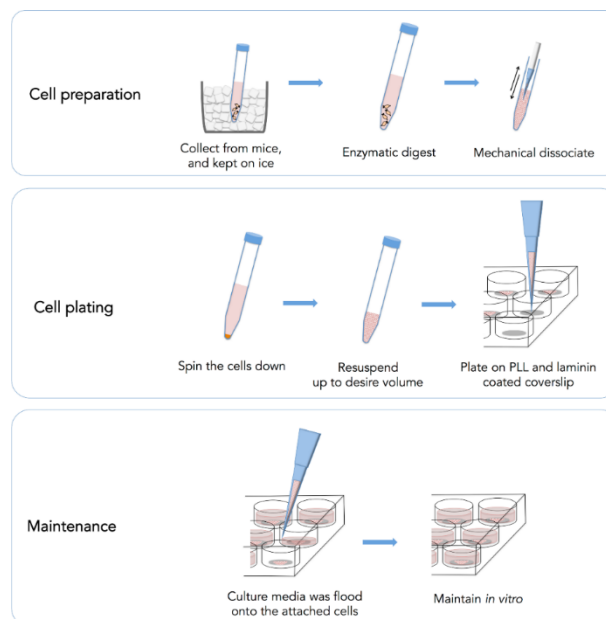 Cell preparation
Collect from mice,
and kept on ice
Enzymatic digest
Mechanical dissociate
Cell plating
Spin the cells down
Resuspend
up to desire volume
Plate on PLL and laminin
coated coverslip
Maintenance
Culture media was flood
onto the attached cells
Maintain in vitro